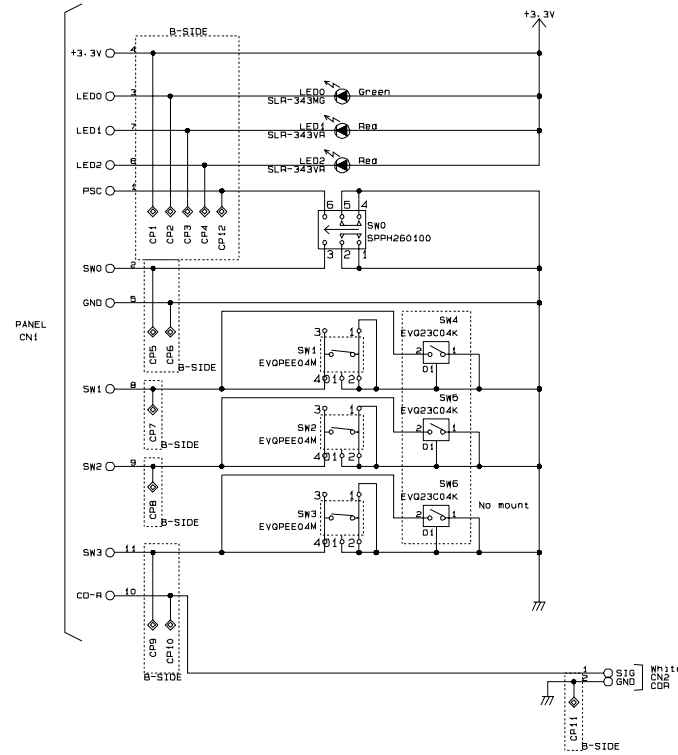 +3.3V
B-SIDE
+3.3V 4
LED0 3
LED0 Green
SLR-343MG
LED1 7
LED1 Red
SLR-343VR
LED2 6
LED2 Red
SLR-343VR
PSC 1
6 5 4
SW0
SPPH260100
3 2 1
CP1 CP2 CP3 CP4 CP12
SW0 2
GND 5
PANEL
CN1
CP5 CP6
B-SIDE
SW4
EVQ23C04K
2 1
D1
3 1
SW1
EVQPEE04M
4 D1 2
SW1 8
CP7
B-SIDE
SW5
EVQ23C04K
2 1
D1
3 1
SW2
EVQPEE04M
4 D1 2
SW2 9
CP8
B-SIDE
SW6
EVQ23C04K
2 1
D1
No mount
3 1
SW3
EVQPEE04M
4 D1 2
SW3 11
CD-R 10
CP9 CP10
B-SIDE
1 SIG
2 GND
White
CN2
CDR
CP11
B-SIDE